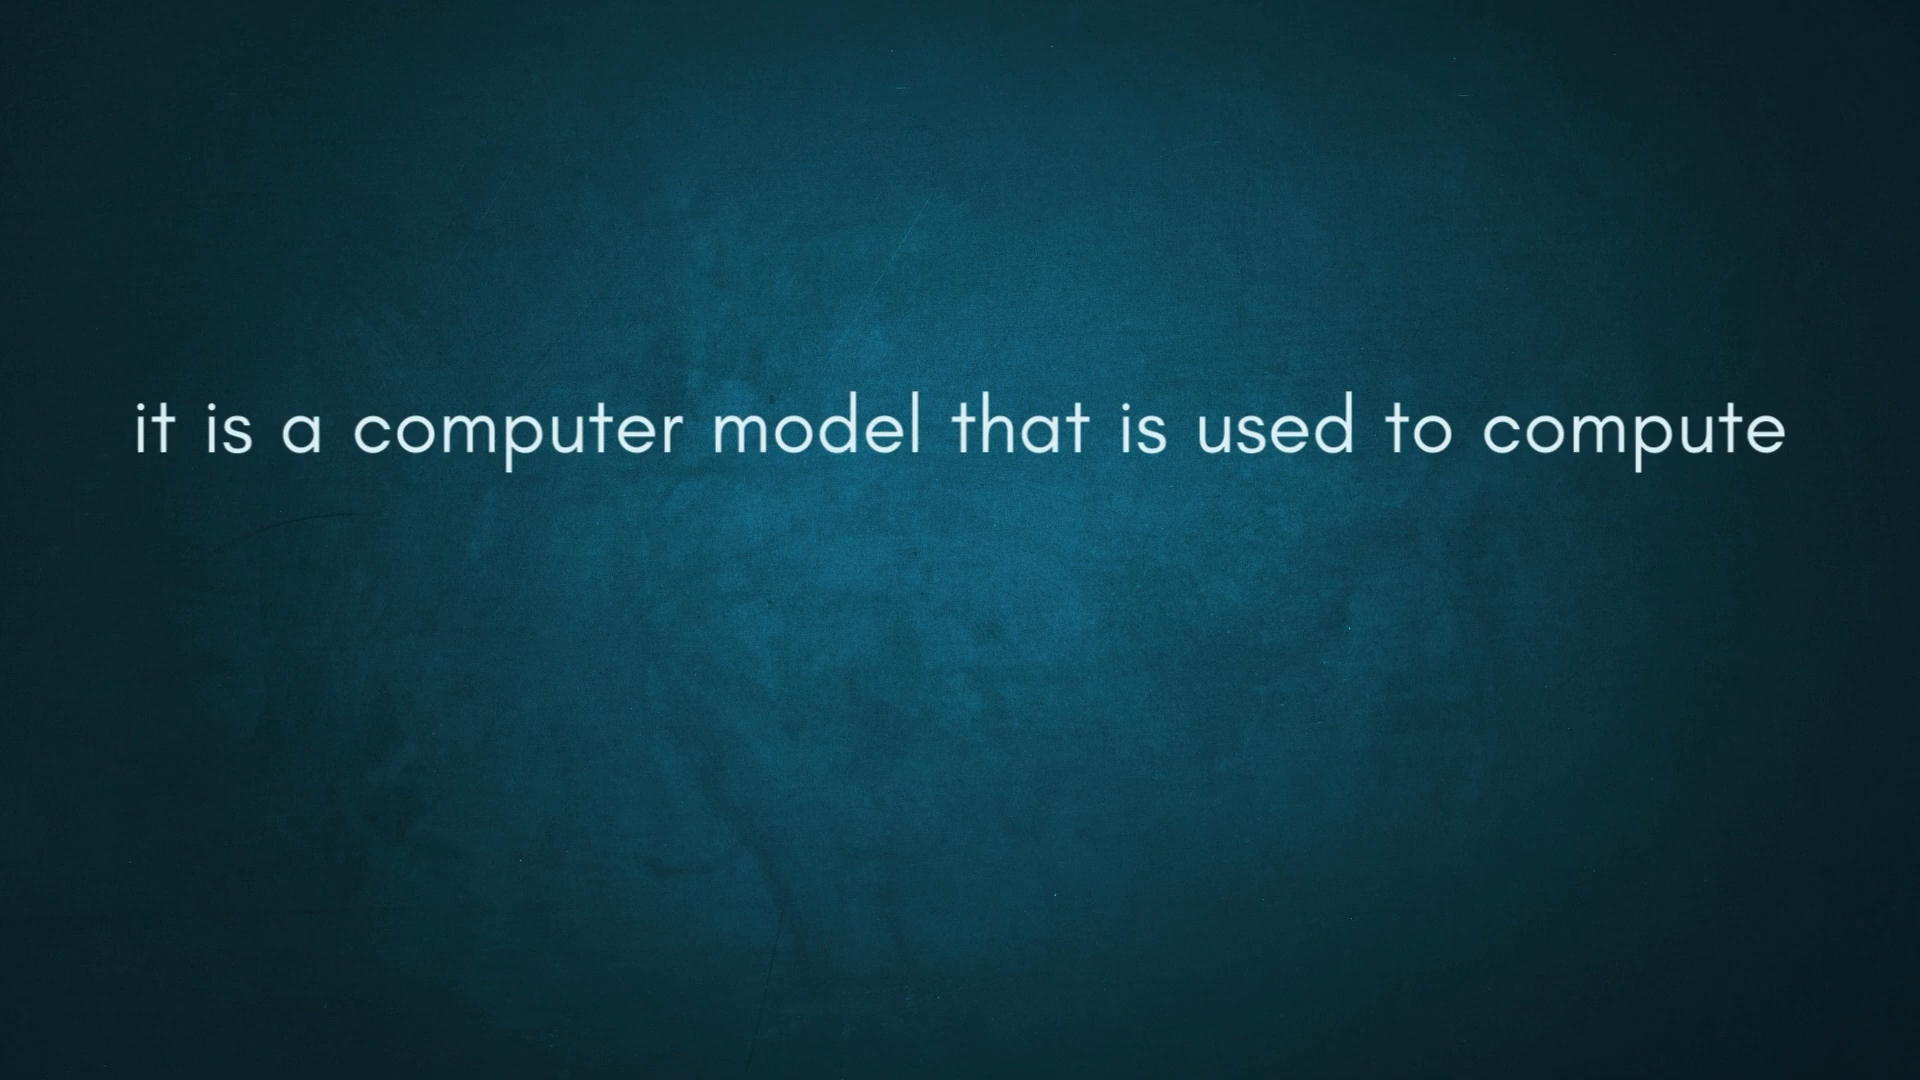 it is a computer model that is used to compute